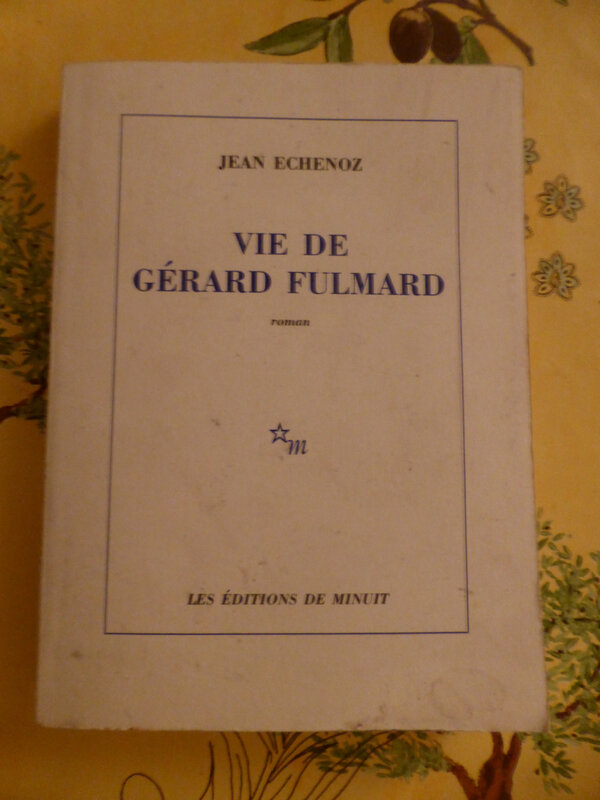 JEAN ECHENOZ
VIE DE
GÉRARD FULMARD
roman
m
LES ÉDITIONS DE MINUIT